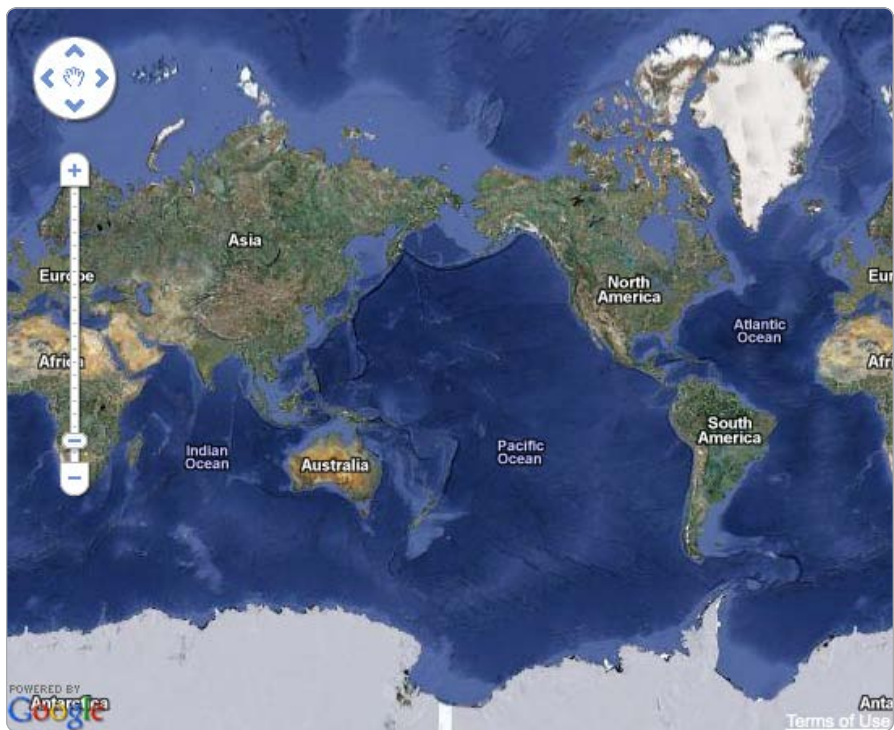 Asia
Europe
Eur
North
America
Atlantic
Ocean
Africa
Afri
South
America
Indian
Ocean
Australia
Pacific
Ocean
POWERED BY
Google
Antarctica
Anta
Terms of Use